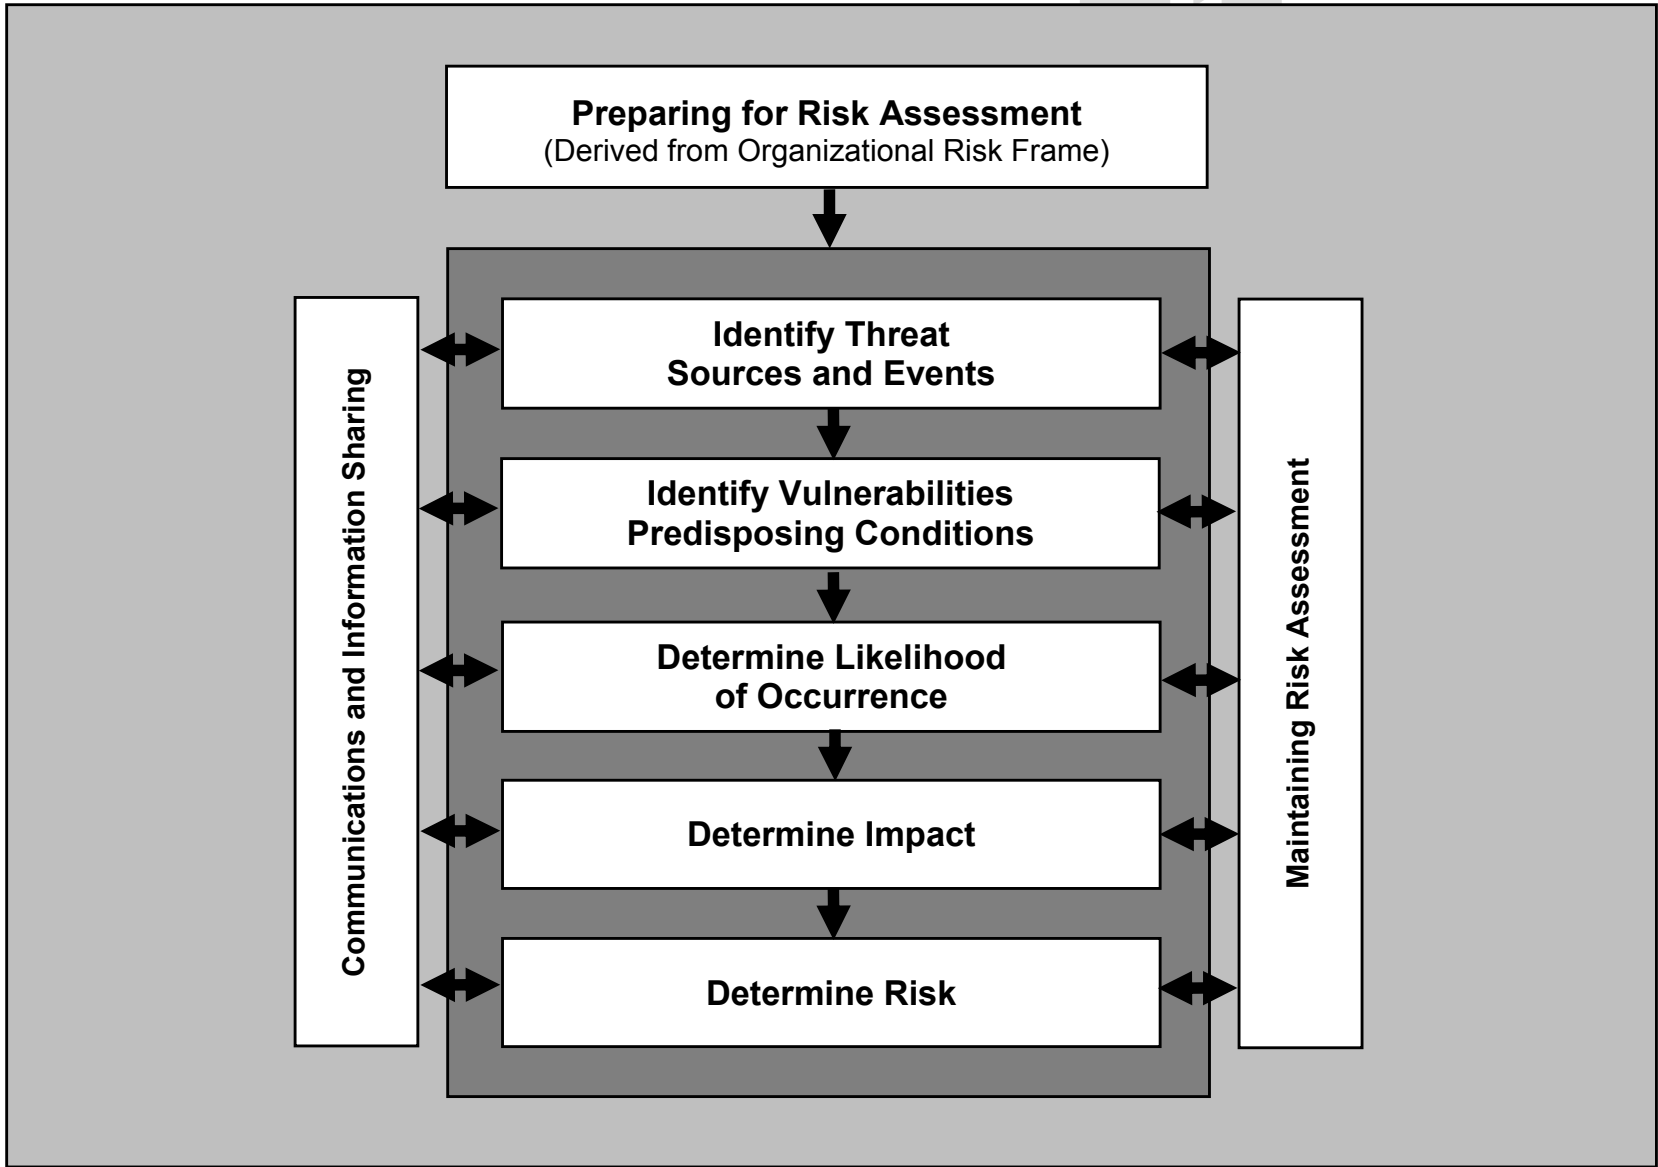 Preparing for Risk Assessment
(Derived from Organizational Risk Frame)
Communications and Information Sharing
Identify Threat
Sources and Events
Identify Vulnerabilities
Predisposing Conditions
Determine Likelihood
of Occurrence
Determine Impact
Determine Risk
Maintaining Risk Assessment